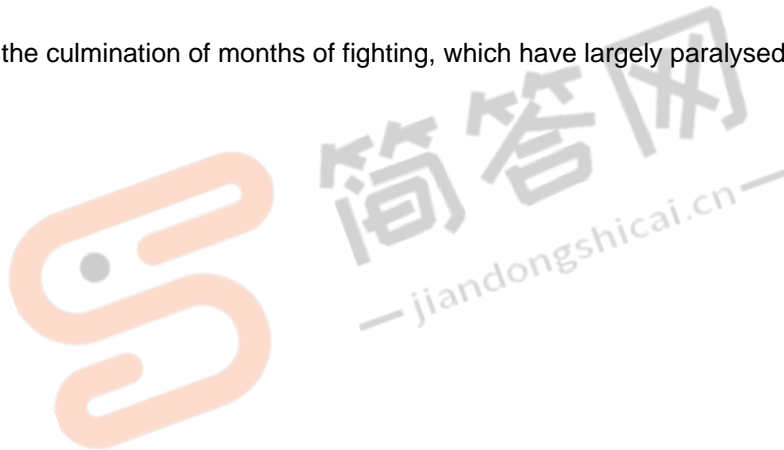 the culmination of months of fighting, which have largely paralysed
简答网
jiandongshicai.cn